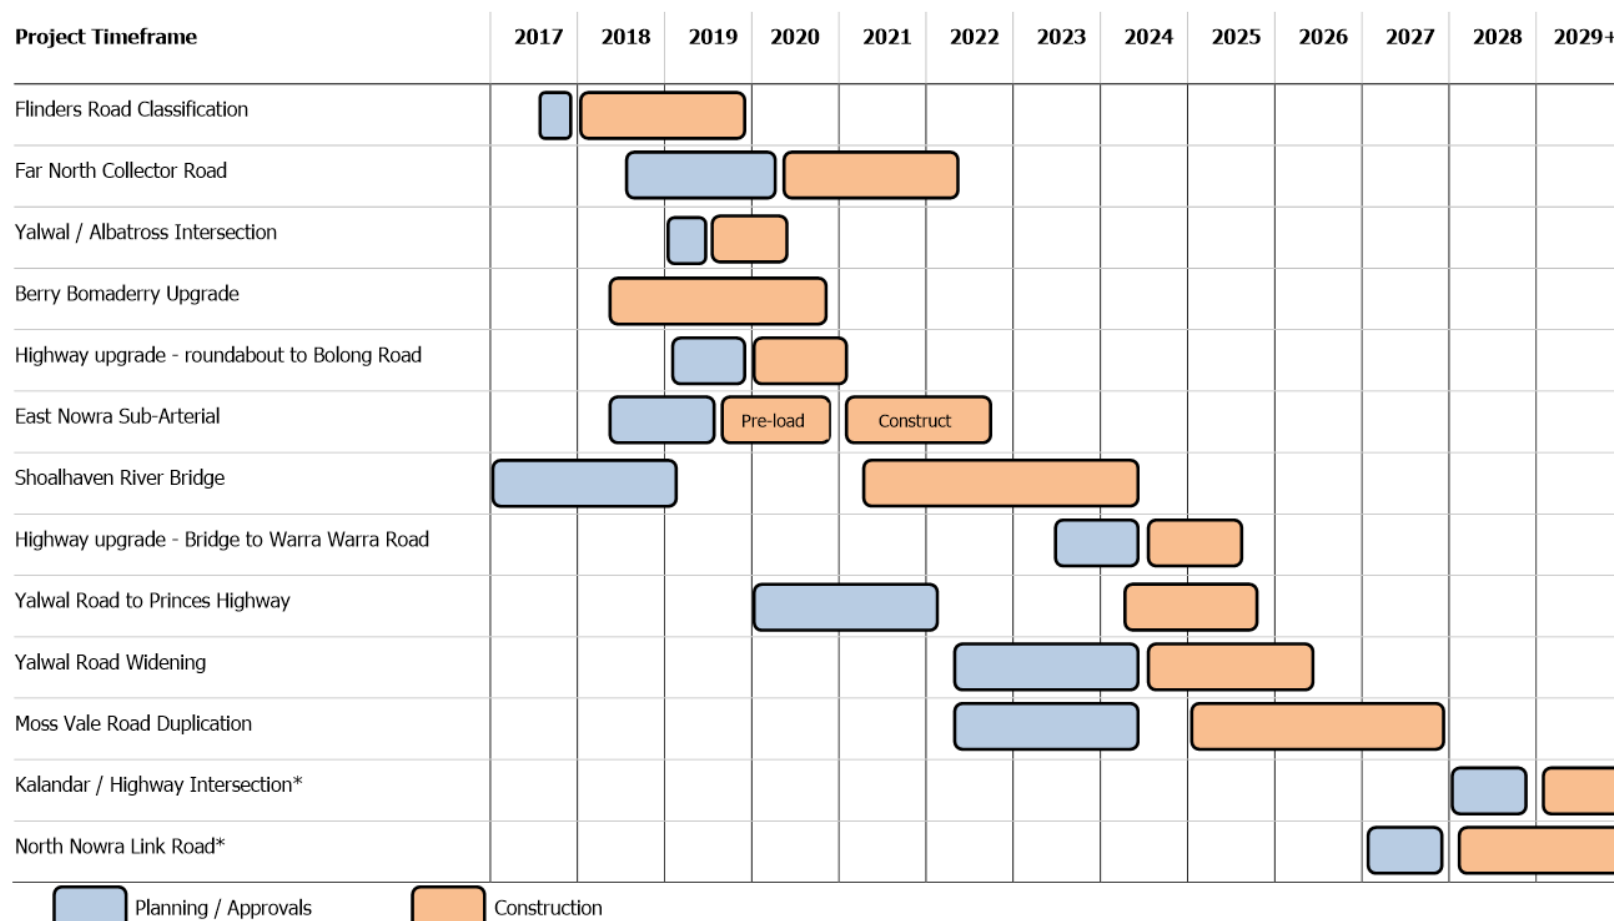 Project Timeframe 2017 2018 2019 2020 2021 2022 2023 2024 2025 2026 2027 2028 2029+
Flinders Road Classification
Far North Collector Road
Yalwal / Albatross Intersection
Berry Bomaderry Upgrade
Highway upgrade - roundabout to Bolong Road
East Nowra Sub-Arterial Pre-load Construct
Shoalhaven River Bridge
Highway upgrade - Bridge to Warra Warra Road
Yalwal Road to Princes Highway
Yalwal Road Widening
Moss Vale Road Duplication
Kalandar / Highway Intersection*
North Nowra Link Road*
Planning / Approvals Construction